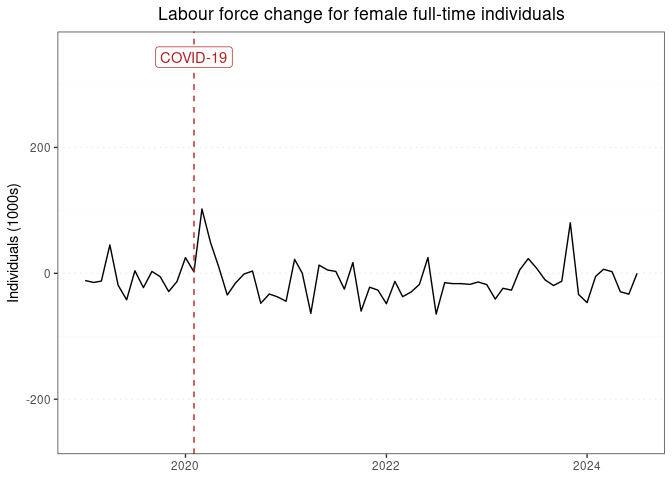 Labour force change for female full-time individuals
COVID-19
Individuals (1000s)
200
0
-200
2020
2022
2024